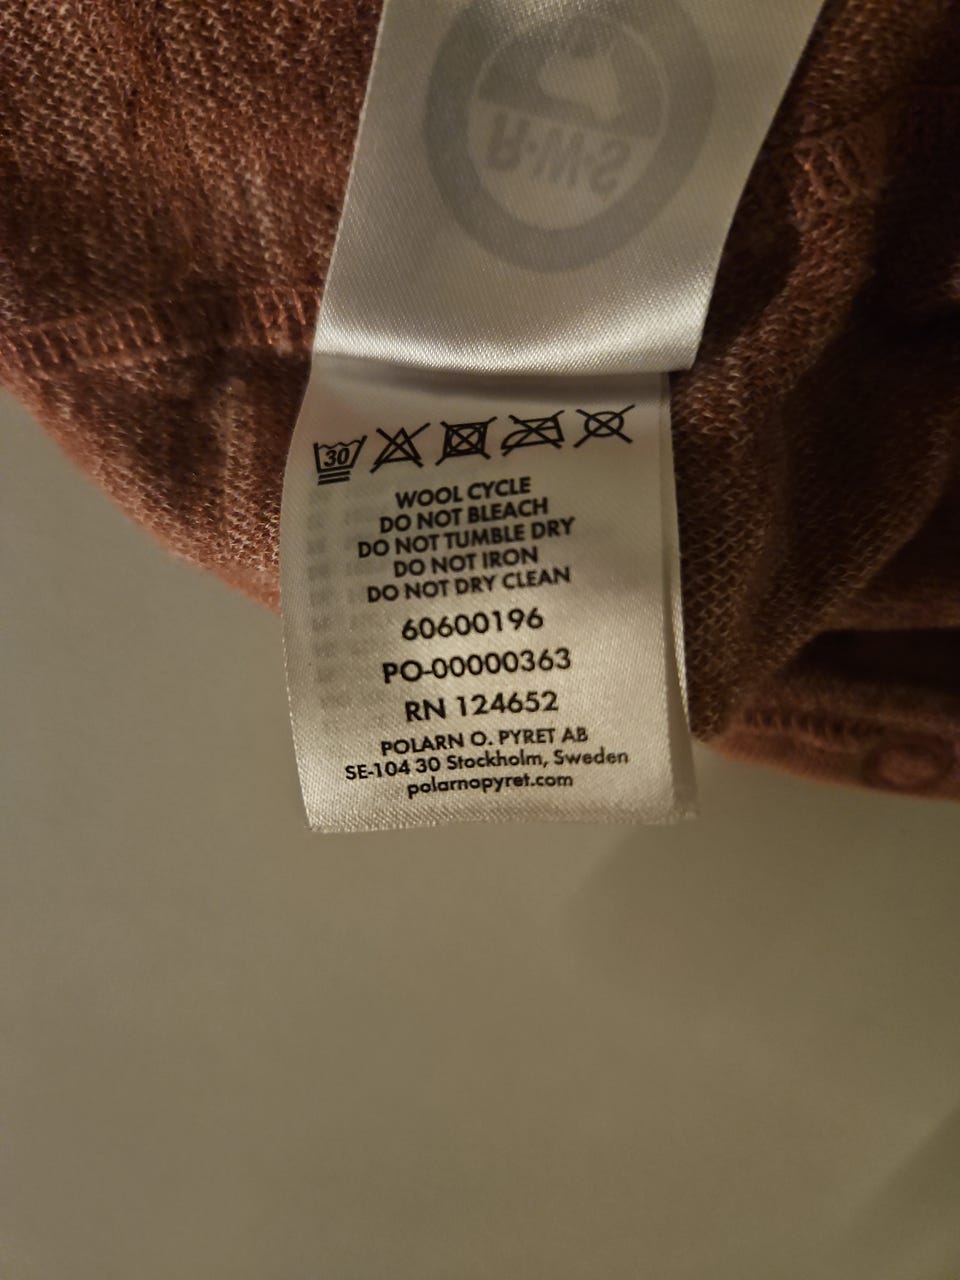 R·W·S
30
WOOL CYCLE
DO NOT BLEACH
DO NOT TUMBLE DRY
DO NOT IRON
DO NOT DRY CLEAN
60600196
PO-00000363
RN 124652
POLARN O. PYRET AB
SE-104 30 Stockholm, Sweden
polarnopyret.com